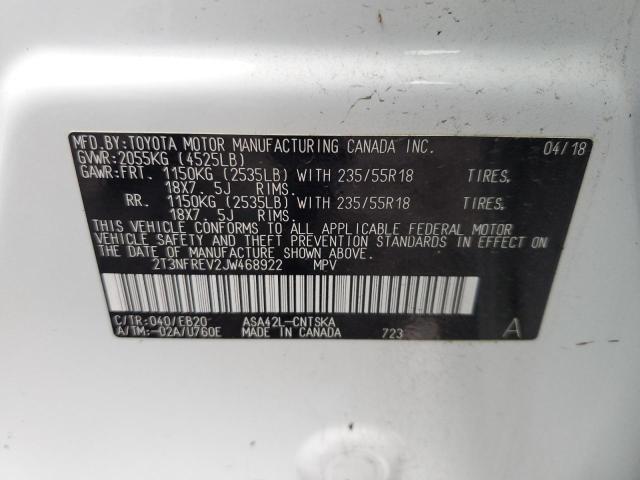 MFD.BY:TOYOTA MOTOR MANUFACTURING CANADA INC. 04/18
GVWR:2055KG (4525LB)
GAWR:FRT. 1150KG (2535LB) WITH 235/55R18 TIRES,
18X7.5J RIMS.
RR. 1150KG (2535LB) WITH 235/55R18 TIRES,
18X7.5J RIMS.
THIS VEHICLE CONFORMS TO ALL APPLICABLE FEDERAL MOTOR
VEHICLE SAFETY AND THEFT PREVENTION STANDARDS IN EFFECT ON
THE DATE OF MANUFACTURE SHOWN ABOVE.
2T3NFREV2JW468922 MPV
C/TR:040/EB20 ASA42L-CNTSKA
A/TM:-02A/U760E MADE IN CANADA 723 A